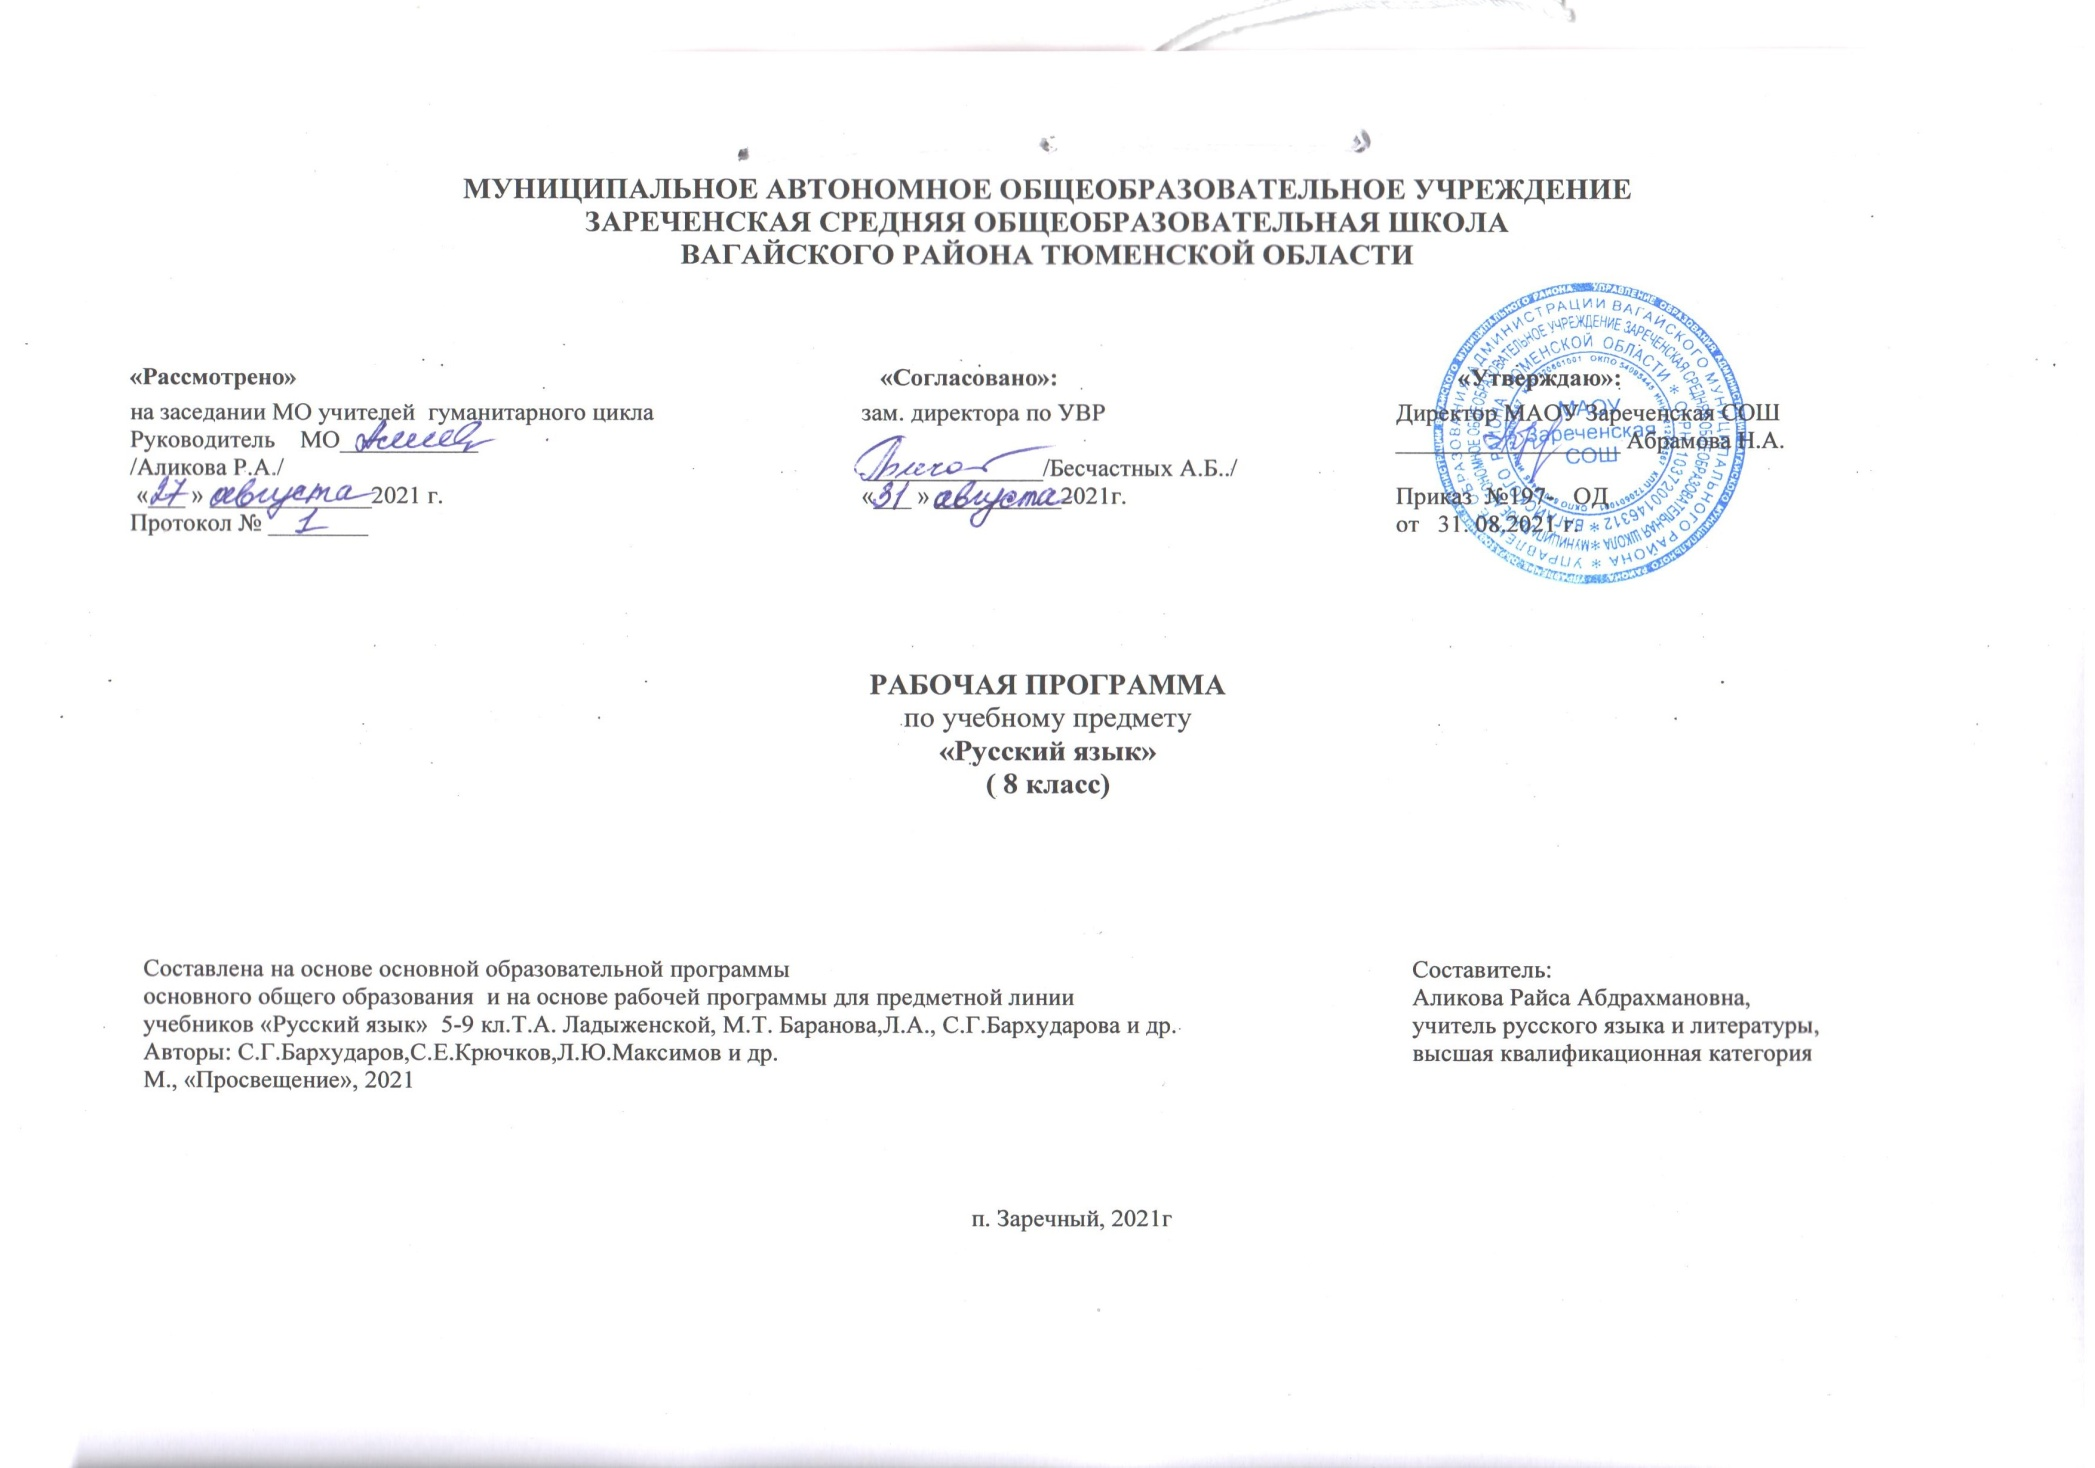 МУНИЦИПАЛЬНОЕ АВТОНОМНОЕ ОБЩЕОБРАЗОВАТЕЛЬНОЕ УЧРЕЖДЕНИЕ
ЗАРЕЧЕНСКАЯ СРЕДНЯЯ ОБЩЕОБРАЗОВАТЕЛЬНАЯ ШКОЛА
ВАГАЙСКОГО РАЙОНА ТЮМЕНСКОЙ ОБЛАСТИ
«Рассмотрено»
на заседании МО учителей гуманитарного цикла
Руководитель МО
/Аликова Р.А./
«27» августа 2021 г.
Протокол № 1
«Согласовано»:
зам. директора по УВР
/Бесчастных А.Б../
«31» августа 2021г.
«Утверждаю»:
Директор МАОУ Зареченская СОШ
Абрамова Н.А.
Приказ №197- ОД
от 31. 08.2021 г.
МАОУ
Зареченская
СОШ
РАБОЧАЯ ПРОГРАММА
по учебному предмету
«Русский язык»
( 8 класс)
Составлена на основе основной образовательной программы
основного общего образования и на основе рабочей программы для предметной линии
учебников «Русский язык» 5-9 кл.Т.А. Ладыженской, М.Т. Баранова,Л.А., С.Г.Бархударова и др.
Авторы: С.Г.Бархударов,С.Е.Крючков,Л.Ю.Максимов и др.
М., «Просвещение», 2021
Составитель:
Аликова Райса Абдрахмановна,
учитель русского языка и литературы,
высшая квалификационная категория
п. Заречный, 2021г